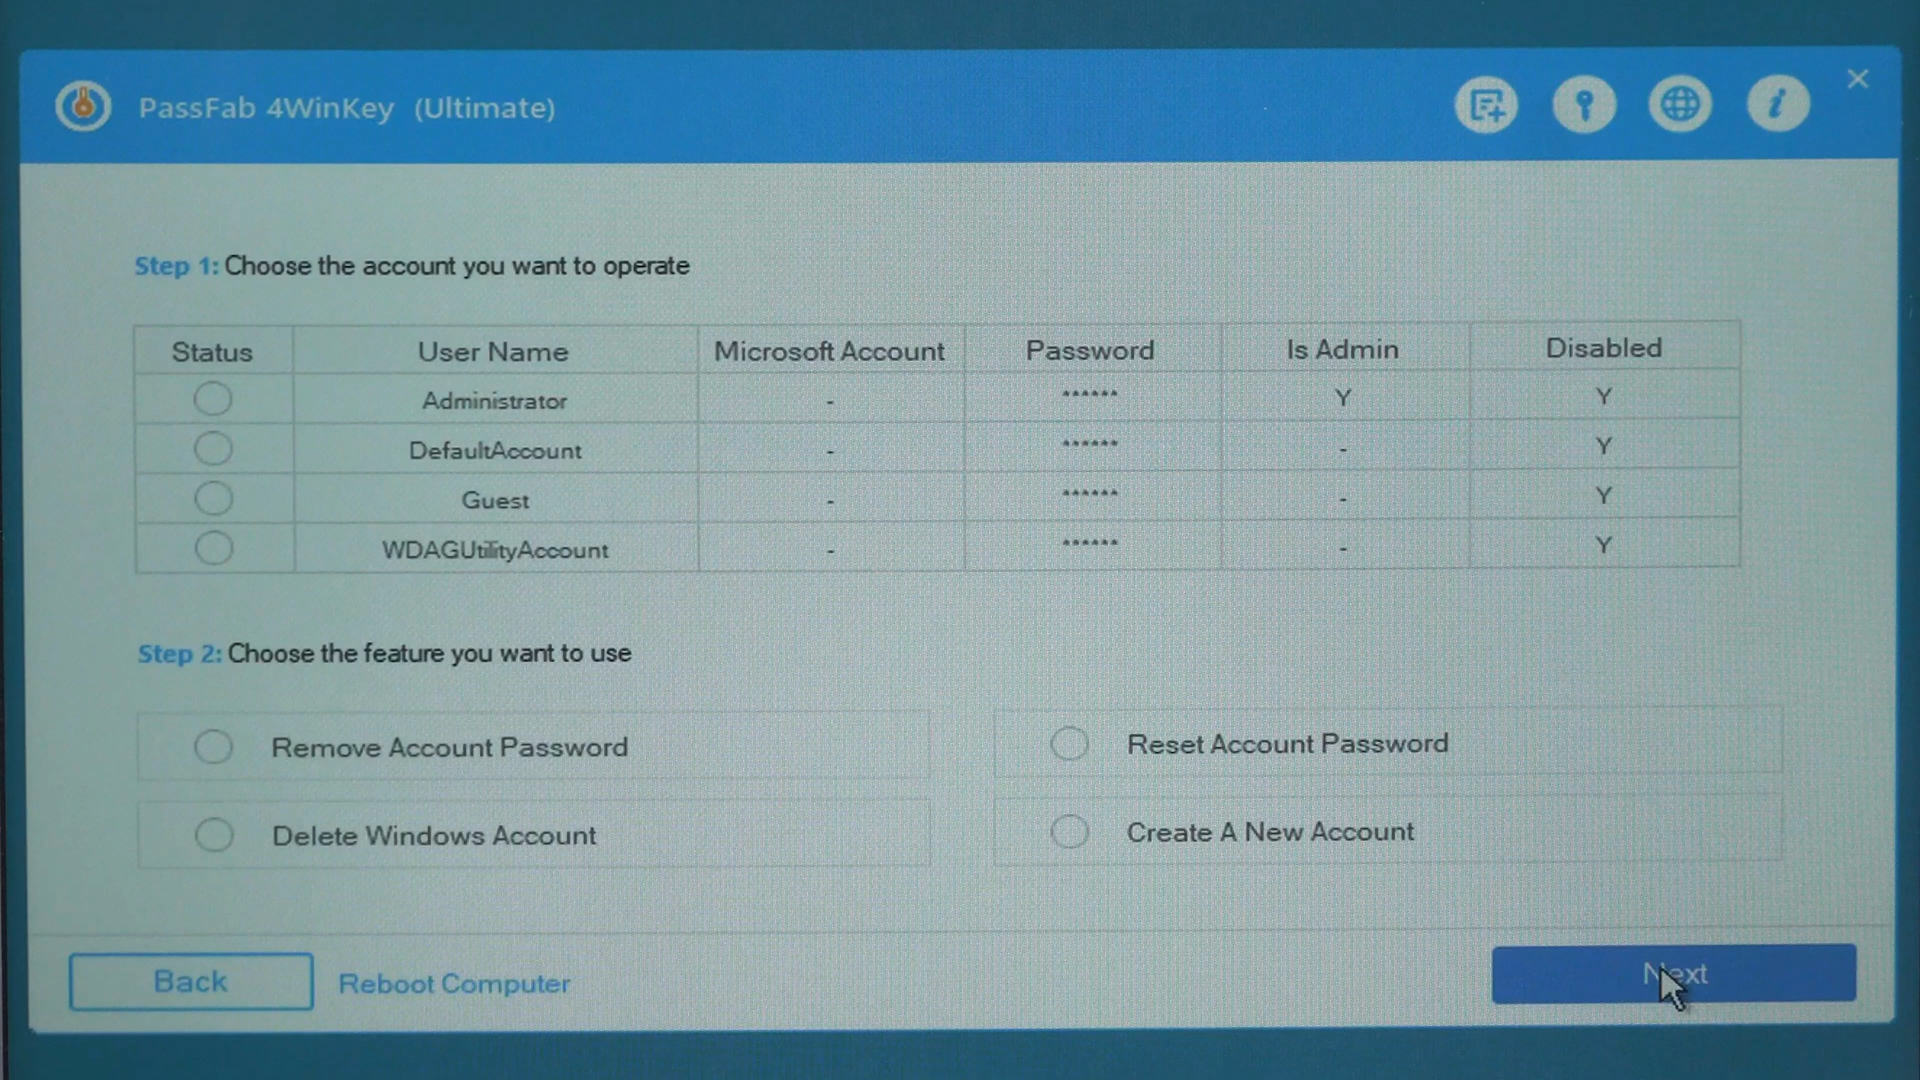 PassFab 4WinKey (Ultimate)
Step 1: Choose the account you want to operate
Status User Name Microsoft Account Password Is Admin Disabled
Administrator - ****** Y Y
DefaultAccount - ****** - Y
Guest - ****** - Y
WDAGUtilityAccount - ****** - Y
Step 2: Choose the feature you want to use
Remove Account Password Reset Account Password
Delete Windows Account Create A New Account
Back Reboot Computer Next